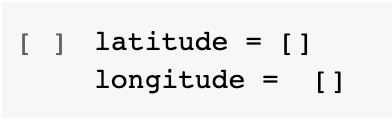 [ ] latitude = []
longitude =  []